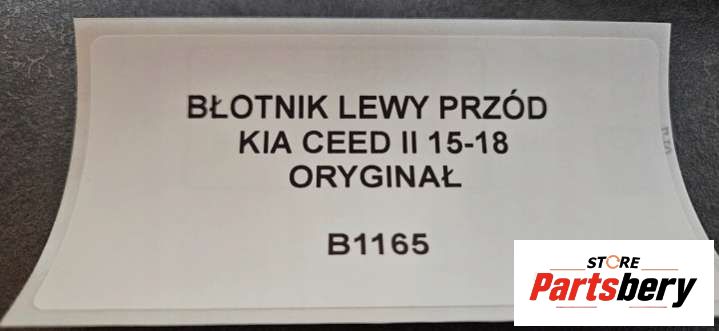 BŁOTNIK LEWY PRZÓD
KIA CEED II 15-18
ORYGINAŁ
B1165
STORE
Partsbery